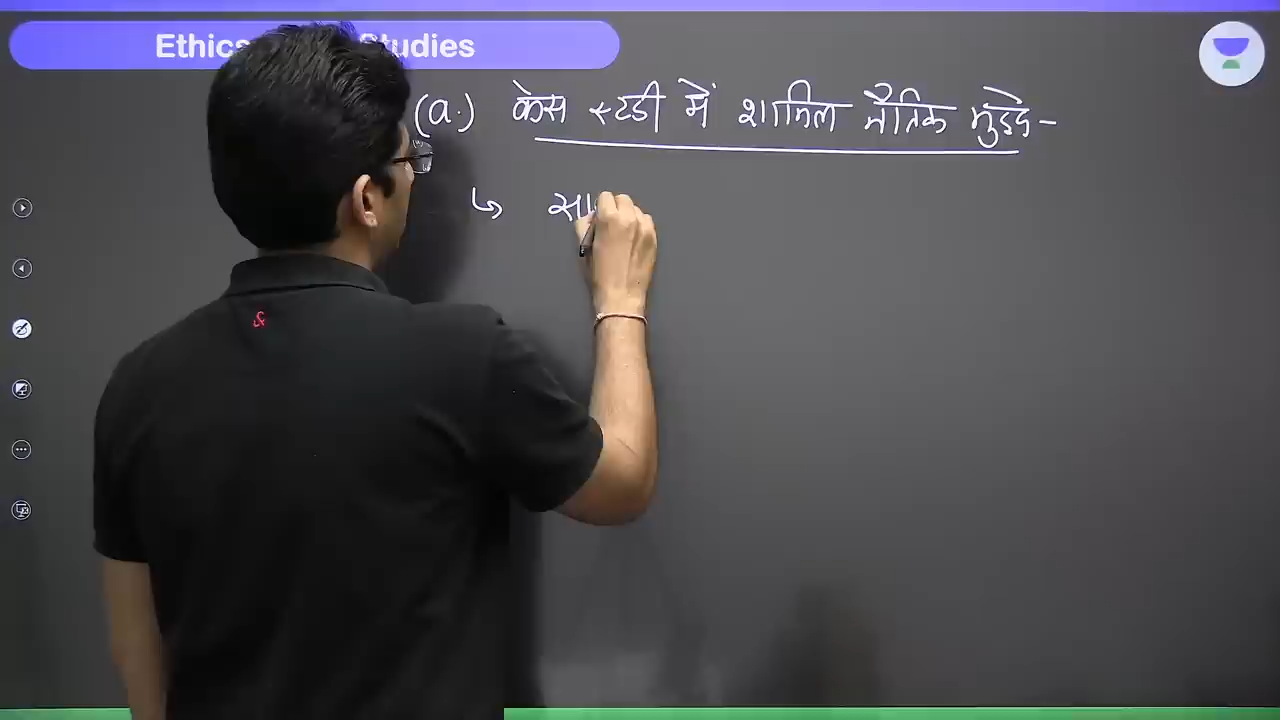 Ethics Studies
(a.) केस स्टडी में शामिल नैतिक मुद्दे -
↳ सा